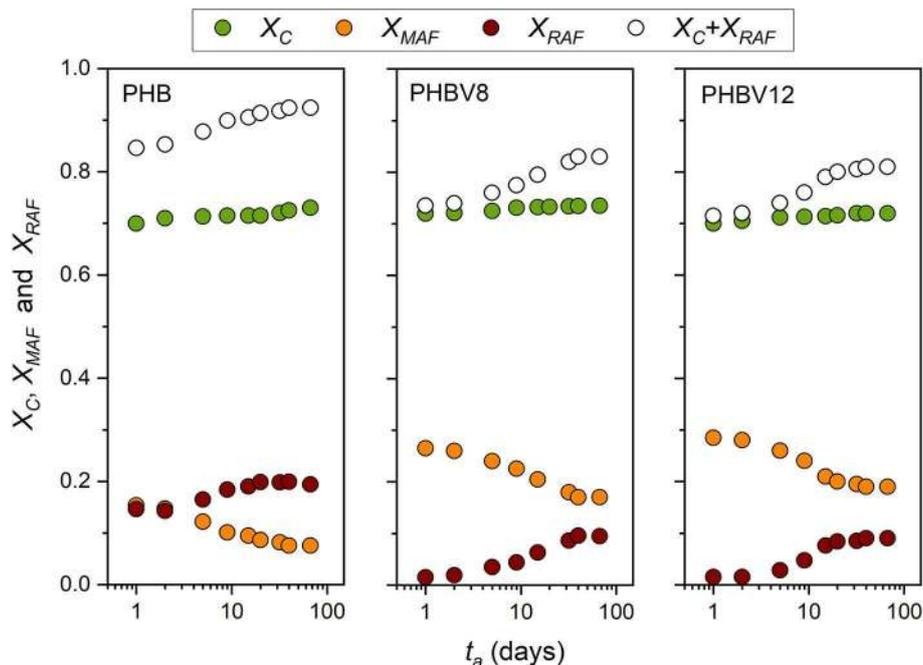 X_C X_MAF X_RAF X_C+X_RAF
PHB PHBV8 PHBV12
X_C, X_MAF and X_RAF
1.0
0.8
0.6
0.4
0.2
0.0
1 10 100 1 10 100 1 10 100
t_a (days)